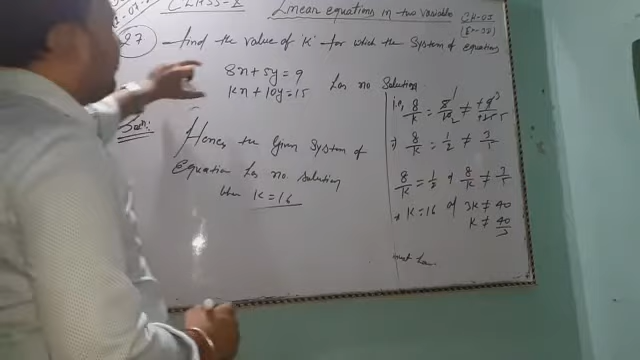 CLASS-X
Linear equations in two variable
CH-03
27
find the value of 'K' for which the System of equations
8x+5y=9
kx+10y=15 has no Solution
Soln:
Hence the Given System of
Equation has no solution
when K=16
i.e, 8/K = 8/10 ≠ +9/+15
⇒ 8/K = 1/2 ≠ 3/5
8/K = 1/2 & 8/K ≠ 3/5
⇒ K=16 & 3K ≠ 40
K ≠ 40/3